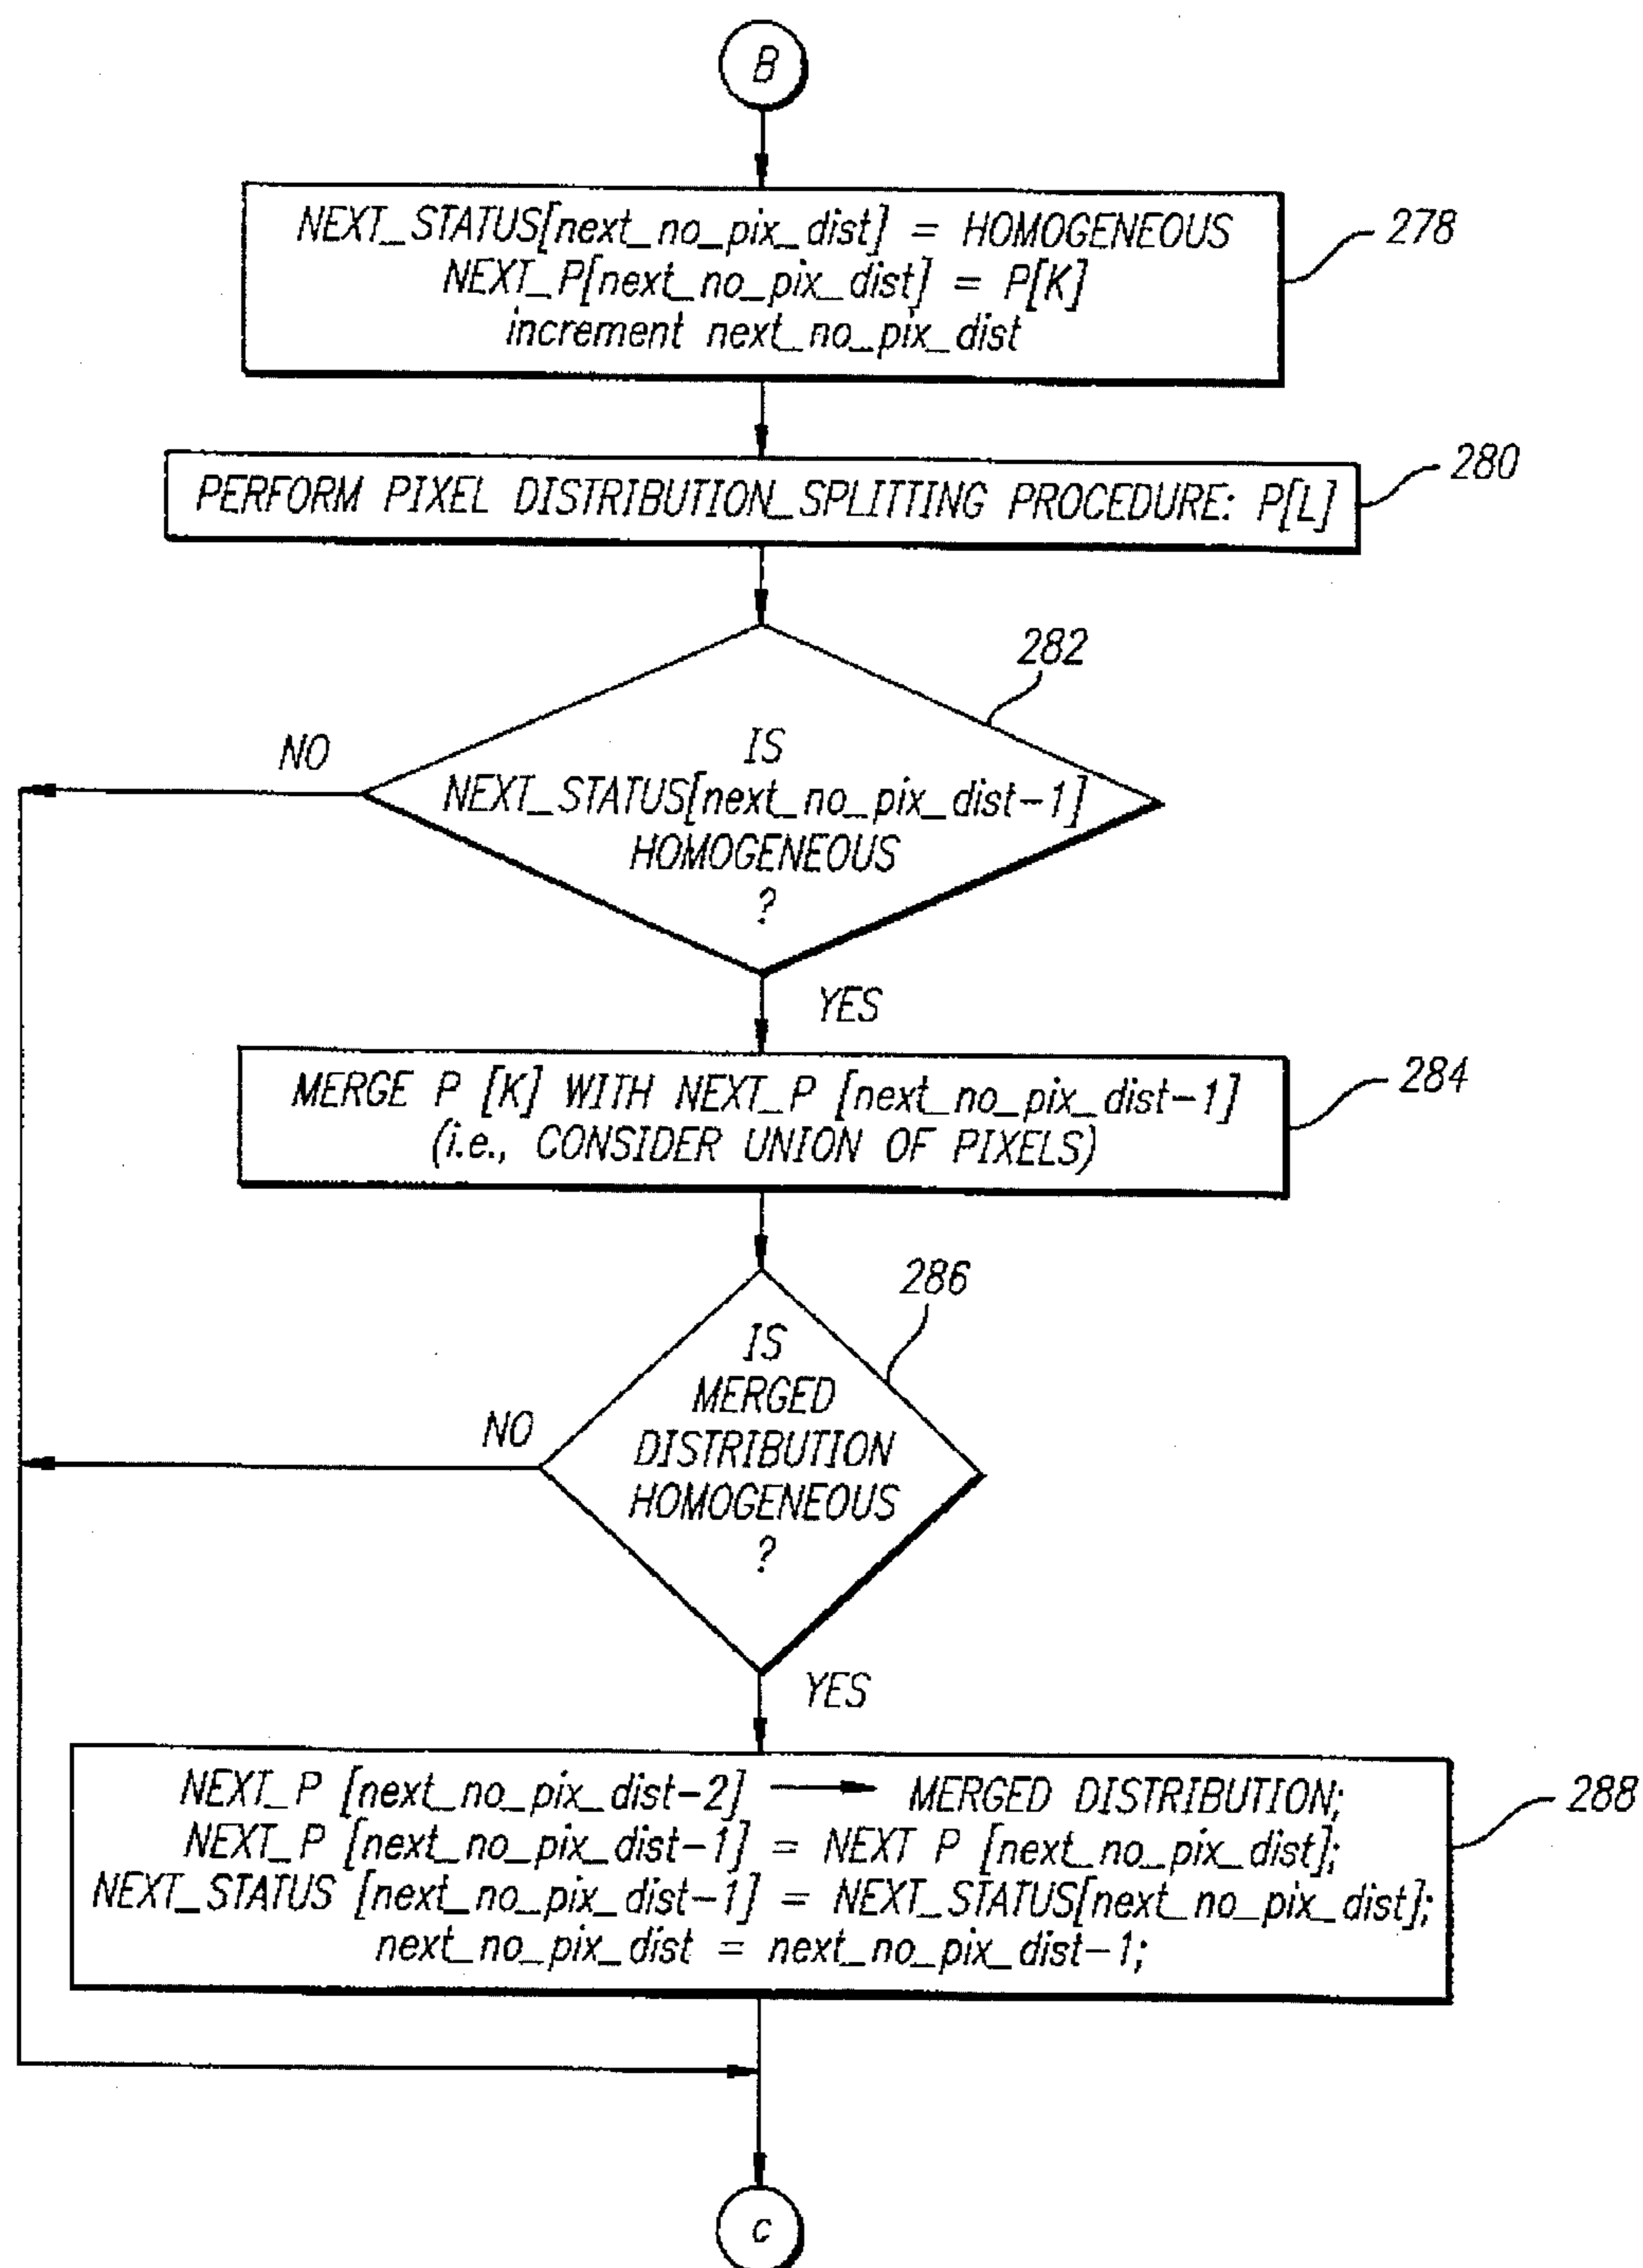 B
NEXT_STATUS[next_no_pix_dist] = HOMOGENEOUS
NEXT_P[next_no_pix_dist] = P[K]
increment next_no_pix_dist
278
PERFORM PIXEL DISTRIBUTION_SPLITTING PROCEDURE: P[L]
280
282
IS
NEXT_STATUS[next_no_pix_dist-1]
HOMOGENEOUS
?
NO
YES
MERGE P [K] WITH NEXT_P [next_no_pix_dist-1]
(i.e., CONSIDER UNION OF PIXELS)
284
286
IS
MERGED
DISTRIBUTION
HOMOGENEOUS
?
NO
YES
NEXT_P [next_no_pix_dist-2] → MERGED DISTRIBUTION;
NEXT_P [next_no_pix_dist-1] = NEXT P [next_no_pix_dist];
NEXT_STATUS [next_no_pix_dist-1] = NEXT_STATUS[next_no_pix_dist];
next_no_pix_dist = next_no_pix_dist-1;
288
c